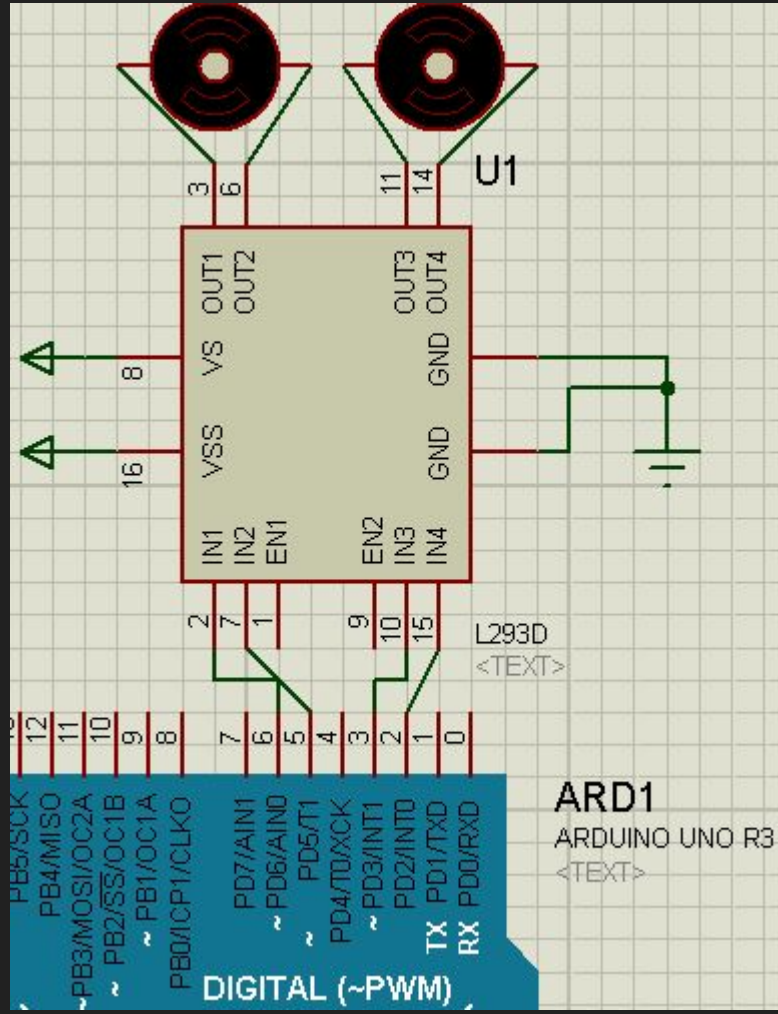 3 6 11 14
U1
OUT1 OUT2 OUT3 OUT4
8 VS GND
16 VSS GND
IN1 IN2 EN1 EN2 IN3 IN4
2 7 1 9 10 15
L293D
<TEXT>
12 11 10 9 8 7 6 5 4 3 2 1 0
PB5/SCK
PB4/MISO
PB3/MOSI/OC2A
PB2/SS/OC1B
PB1/OC1A
PB0/ICP1/CLKO
PD7/AIN1
PD6/AIN0
PD5/T1
PD4/T0/XCK
PD3/INT1
PD2/INT0
PD1/TXD
PD0/RXD
~ ~ ~ ~ ~ ~
TX RX
DIGITAL (~PWM)
ARD1
ARDUINO UNO R3
<TEXT>